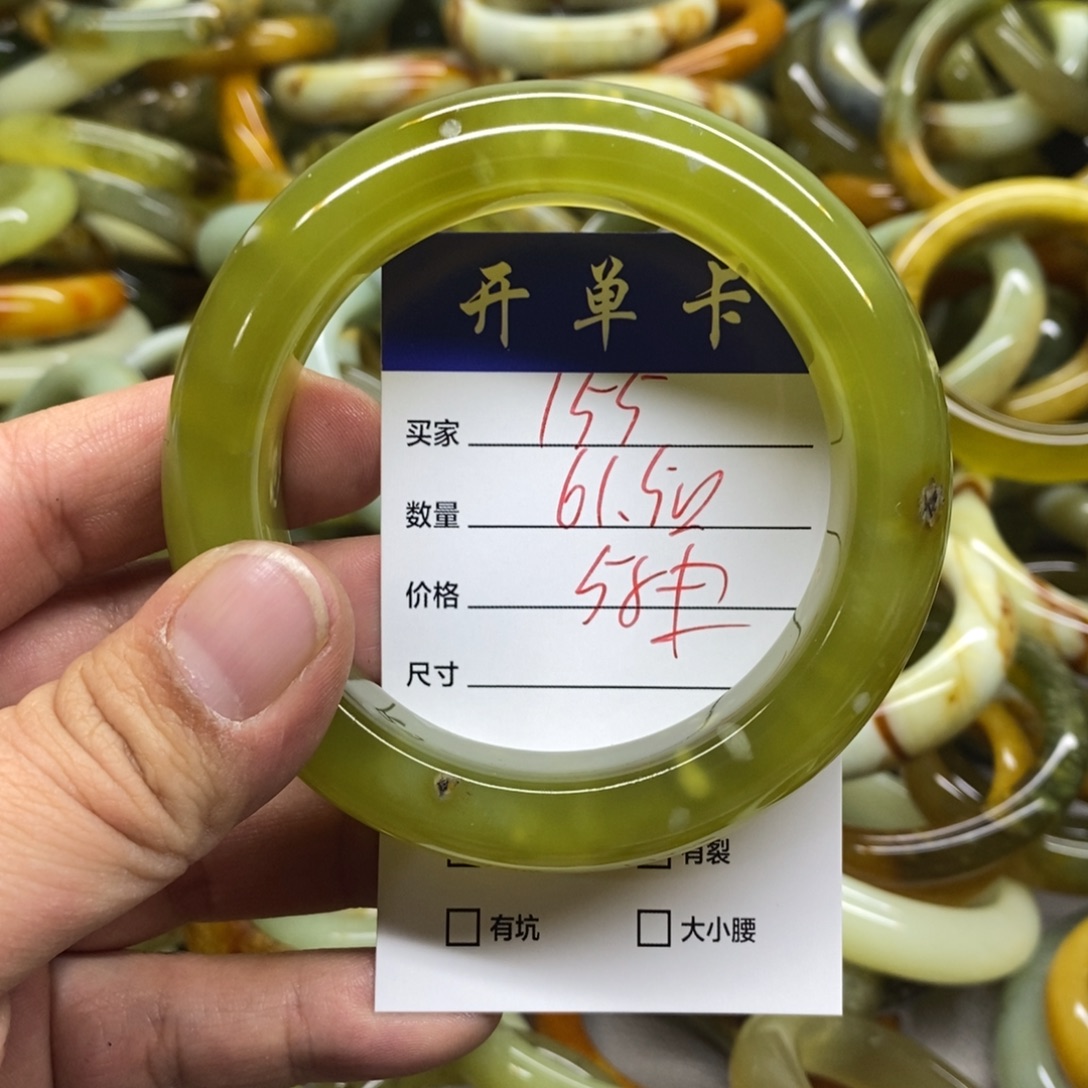 开单卡
买家 155
数量 61.5口
价格 58
尺寸
有裂
有坑 大小腰